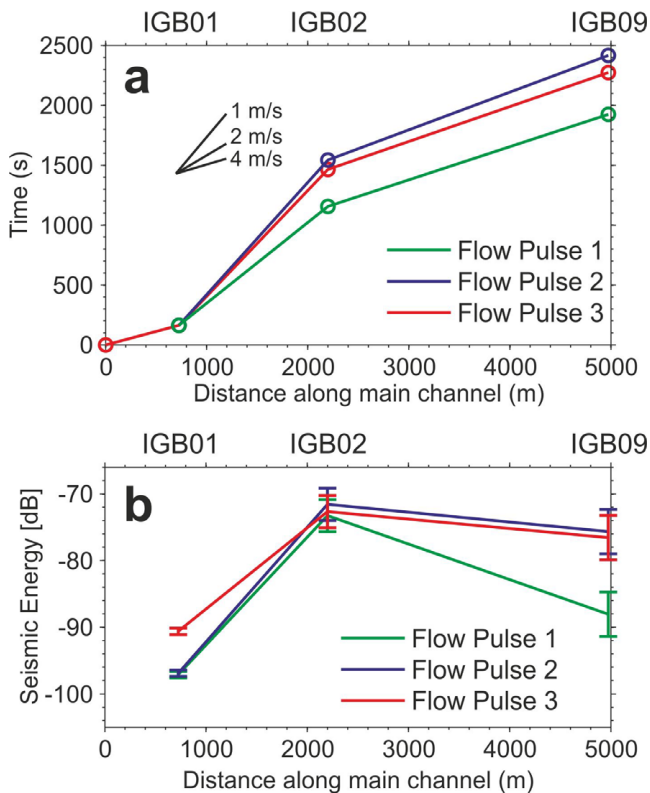 IGB01 IGB02 IGB09
2500
a
2000
1 m/s
2 m/s
4 m/s
1500
Time (s)
1000
Flow Pulse 1
500
Flow Pulse 2
Flow Pulse 3
0
0 1000 2000 3000 4000 5000
Distance along main channel (m)
IGB01 IGB02 IGB09
-70
b
-80
Seismic Energy [dB]
-90
Flow Pulse 1
Flow Pulse 2
-100
Flow Pulse 3
0 1000 2000 3000 4000 5000
Distance along main channel (m)